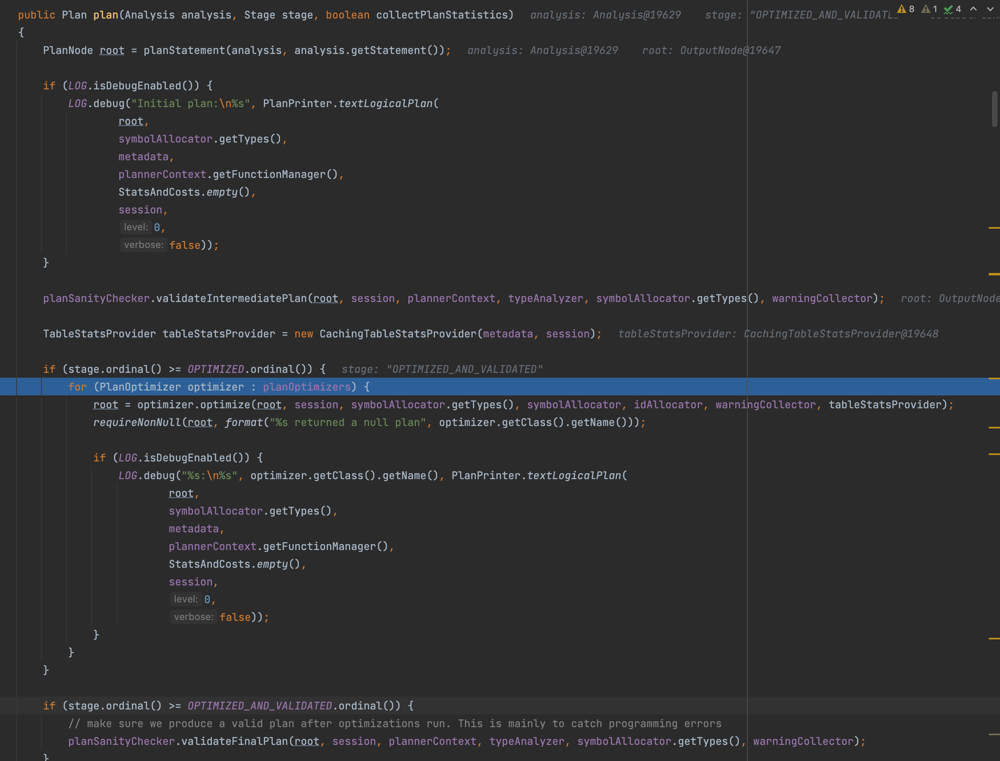 public Plan plan(Analysis analysis, Stage stage, boolean collectPlanStatistics)   analysis: Analysis@19629    stage: "OPTIMIZED_AND_VALIDATED    8 1 4
{
    PlanNode root = planStatement(analysis, analysis.getStatement());   analysis: Analysis@19629    root: OutputNode@19647

    if (LOG.isDebugEnabled()) {
        LOG.debug("Initial plan:\n%s", PlanPrinter.textLogicalPlan(
                root,
                symbolAllocator.getTypes(),
                metadata,
                plannerContext.getFunctionManager(),
                StatsAndCosts.empty(),
                session,
                level: 0,
                verbose: false));
    }

    planSanityChecker.validateIntermediatePlan(root, session, plannerContext, typeAnalyzer, symbolAllocator.getTypes(), warningCollector);   root: OutputNode

    TableStatsProvider tableStatsProvider = new CachingTableStatsProvider(metadata, session);   tableStatsProvider: CachingTableStatsProvider@19648

    if (stage.ordinal() >= OPTIMIZED.ordinal()) {   stage: "OPTIMIZED_AND_VALIDATED"
        for (PlanOptimizer optimizer : planOptimizers) {
            root = optimizer.optimize(root, session, symbolAllocator.getTypes(), symbolAllocator, idAllocator, warningCollector, tableStatsProvider);
            requireNonNull(root, format("%s returned a null plan", optimizer.getClass().getName()));

            if (LOG.isDebugEnabled()) {
                LOG.debug("%s:\n%s", optimizer.getClass().getName(), PlanPrinter.textLogicalPlan(
                        root,
                        symbolAllocator.getTypes(),
                        metadata,
                        plannerContext.getFunctionManager(),
                        StatsAndCosts.empty(),
                        session,
                        level: 0,
                        verbose: false));
            }
        }
    }

    if (stage.ordinal() >= OPTIMIZED_AND_VALIDATED.ordinal()) {
        // make sure we produce a valid plan after optimizations run. This is mainly to catch programming errors
        planSanityChecker.validateFinalPlan(root, session, plannerContext, typeAnalyzer, symbolAllocator.getTypes(), warningCollector);
    }